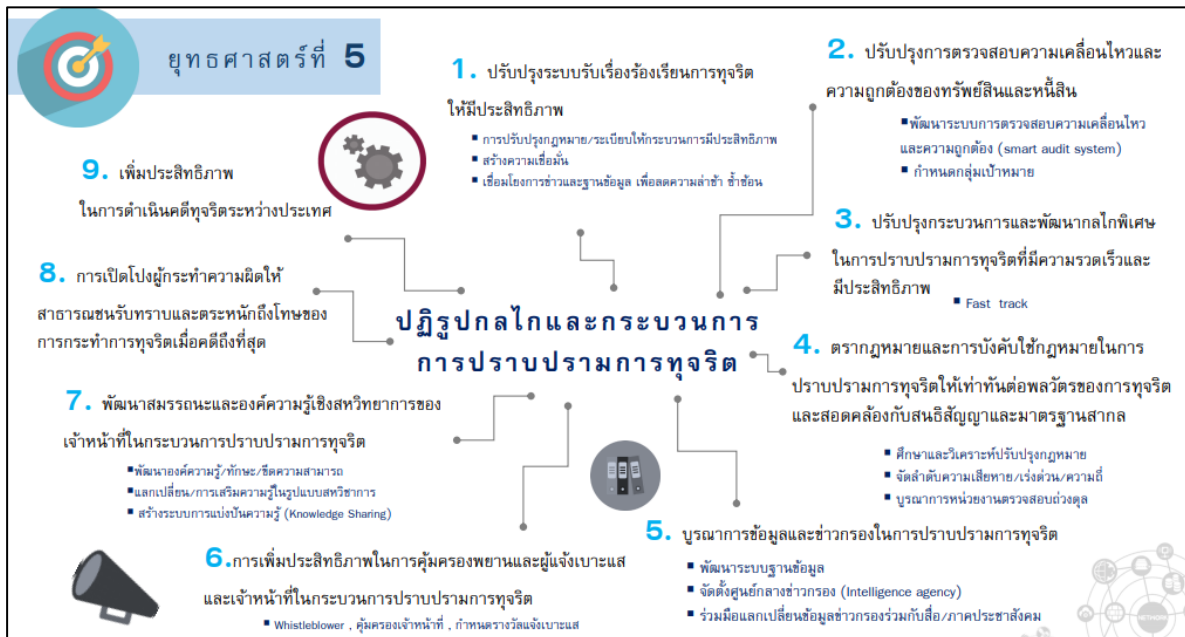 ยุทธศาสตร์ที่ 5
1. ปรับปรุงระบบรับเรื่องร้องเรียนการทุจริต
ให้มีประสิทธิภาพ
▪ การปรับปรุงกฎหมาย/ระเบียบให้กระบวนการมีประสิทธิภาพ
▪ สร้างความเชื่อมั่น
▪ เชื่อมโยงการข่าวและฐานข้อมูล เพื่อลดความล่าช้า ซ้ำซ้อน
2. ปรับปรุงการตรวจสอบความเคลื่อนไหวและ
ความถูกต้องของทรัพย์สินและหนี้สิน
▪พัฒนาระบบการตรวจสอบความเคลื่อนไหว
และความถูกต้อง (smart audit system)
▪ กำหนดกลุ่มเป้าหมาย
3. ปรับปรุงกระบวนการและพัฒนากลไกพิเศษ
ในการปราบปรามการทุจริตที่มีความรวดเร็วและ
มีประสิทธิภาพ
▪ Fast track
ปฏิรูปกลไกและกระบวนการ
การปราบปรามการทุจริต
4. ตรากฎหมายและการบังคับใช้กฎหมายในการ
ปราบปรามการทุจริตให้เท่าทันต่อพลวัตรของการทุจริต
และสอดคล้องกับสนธิสัญญาและมาตรฐานสากล
▪ ศึกษาและวิเคราะห์ปรับปรุงกฎหมาย
▪ จัดลำดับความเสียหาย/เร่งด่วน/ความถี่
▪ บูรณาการหน่วยงานตรวจสอบถ่วงดุล
5. บูรณาการข้อมูลและข่าวกรองในการปราบปรามการทุจริต
▪ พัฒนาระบบฐานข้อมูล
▪ จัดตั้งศูนย์กลางข่าวกรอง (Intelligence agency)
▪ ร่วมมือแลกเปลี่ยนข้อมูลข่าวกรองร่วมกับสื่อ/ภาคประชาสังคม
6.การเพิ่มประสิทธิภาพในการคุ้มครองพยานและผู้แจ้งเบาะแส
และเจ้าหน้าที่ในกระบวนการปราบปรามการทุจริต
▪ Whistleblower , คุ้มครองเจ้าหน้าที่ , กำหนดรางวัลแจ้งเบาะแส
7. พัฒนาสมรรถนะและองค์ความรู้เชิงสหวิทยาการของ
เจ้าหน้าที่ในกระบวนการปราบปรามการทุจริต
▪พัฒนาองค์ความรู้/ทักษะ/ขีดความสามารถ
▪แลกเปลี่ยน/การเสริมความรู้ในรูปแบบสหวิชาการ
▪ สร้างระบบการแบ่งปันความรู้ (Knowledge Sharing)
8. การเปิดโปงผู้กระทำความผิดให้
สาธารณชนรับทราบและตระหนักถึงโทษของ
การกระทำการทุจริตเมื่อคดีถึงที่สุด
9. เพิ่มประสิทธิภาพ
ในการดำเนินคดีทุจริตระหว่างประเทศ
NETWORK